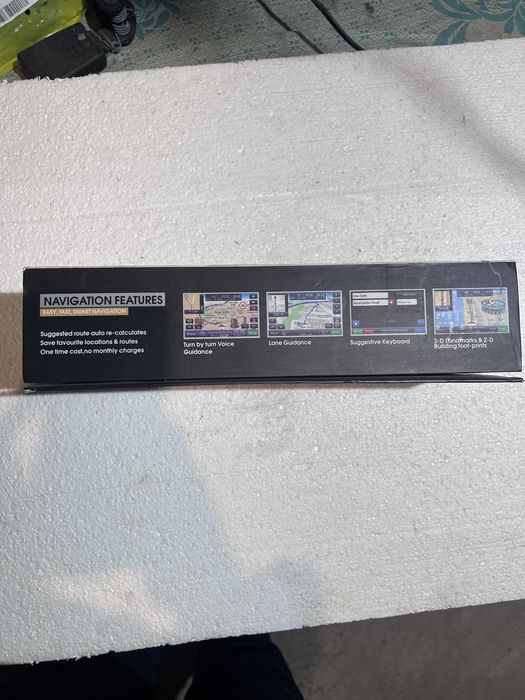 NAVIGATION FEATURES
EASY, FAST, SMART NAVIGATION
Suggested route auto re-calculates
Save favourite locations & routes
One time cost,no monthly charges
Turn by turn Voice
Guidance
Lane Guidance
Suggestive Keyboard
3-D Landmarks & 2-D
Building foot-prints